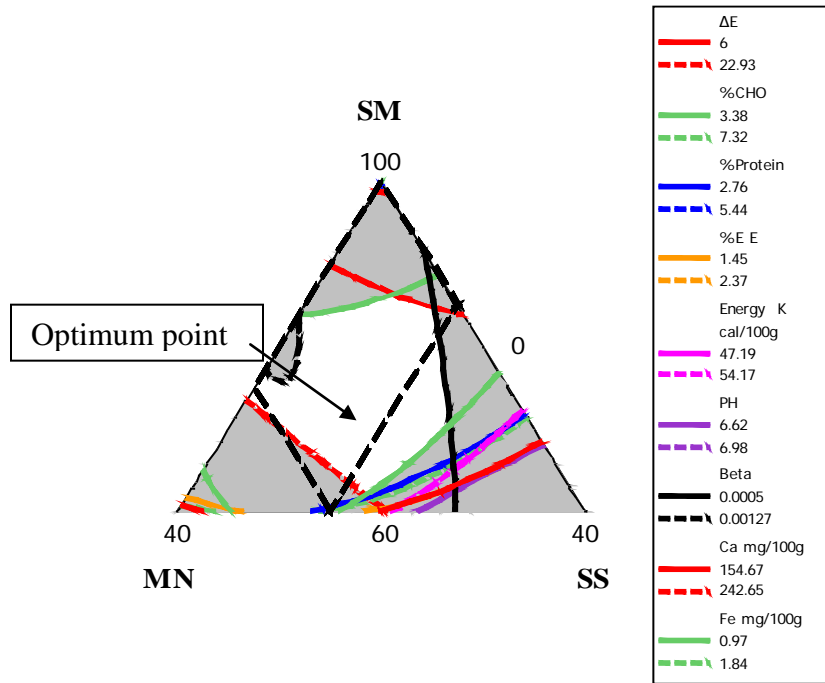 SM
100
Optimum point
0
40
60
40
MN
SS
ΔE
6
22.93
%CHO
3.38
7.32
%Protein
2.76
5.44
%E E
1.45
2.37
Energy K
cal/100g
47.19
54.17
PH
6.62
6.98
Beta
0.0005
0.00127
Ca mg/100g
154.67
242.65
Fe mg/100g
0.97
1.84